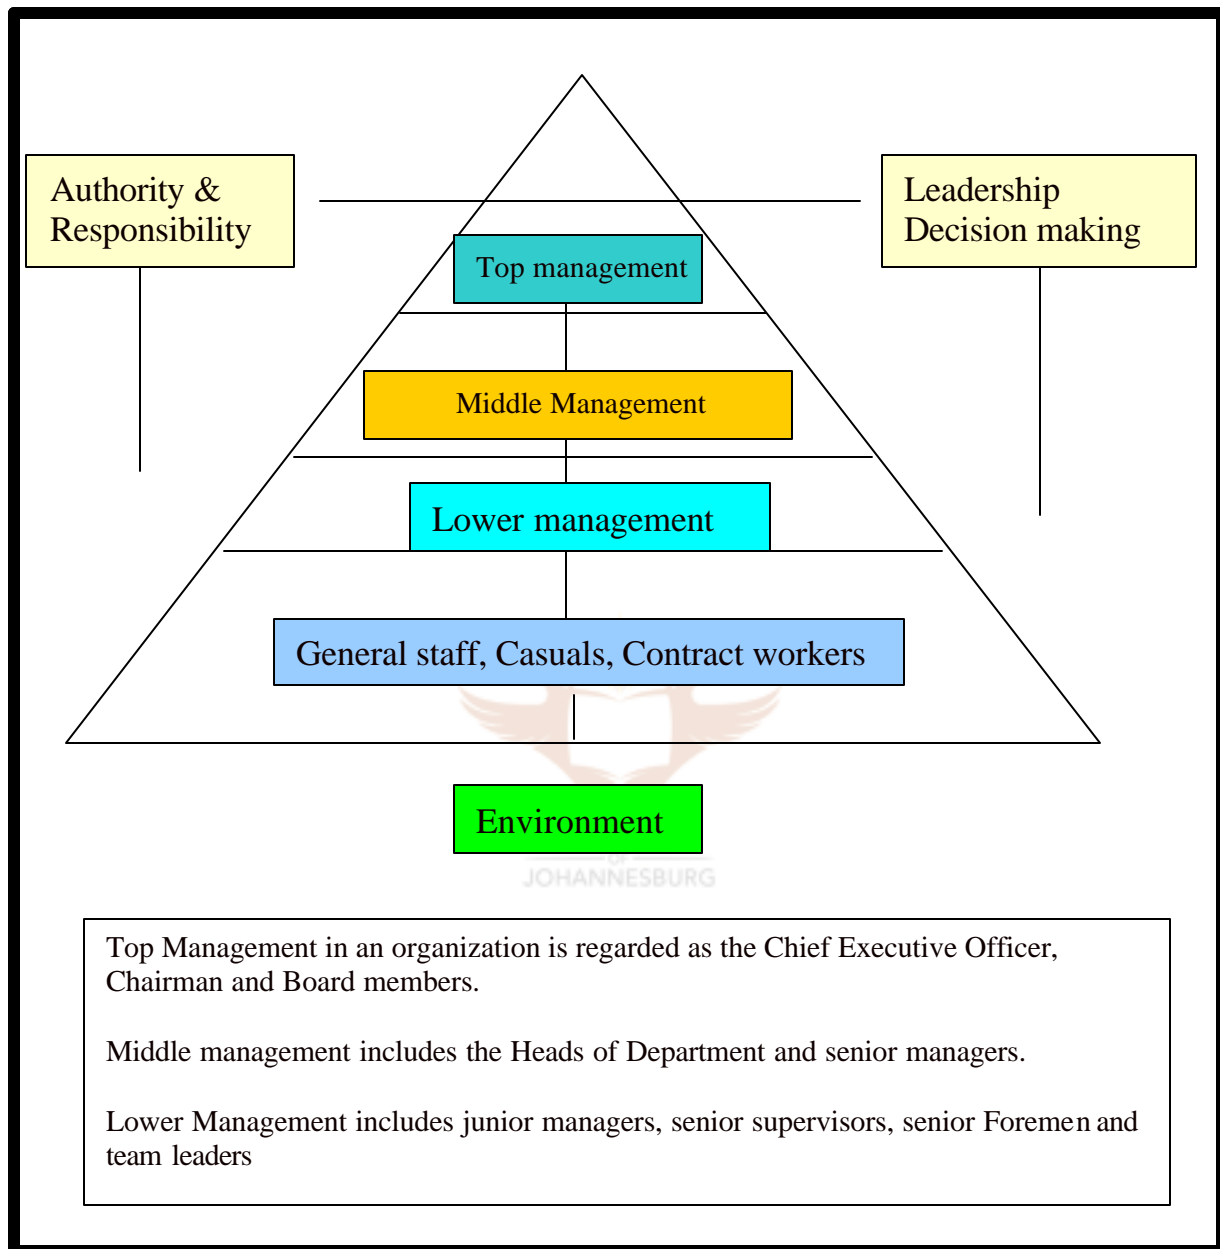 Authority &
Responsibility
Leadership
Decision making
Top management
Middle Management
Lower management
General staff, Casuals, Contract workers
Environment
OF
JOHANNESBURG
Top Management in an organization is regarded as the Chief Executive Officer,
Chairman and Board members.
Middle management includes the Heads of Department and senior managers.
Lower Management includes junior managers, senior supervisors, senior Foremen and
team leaders